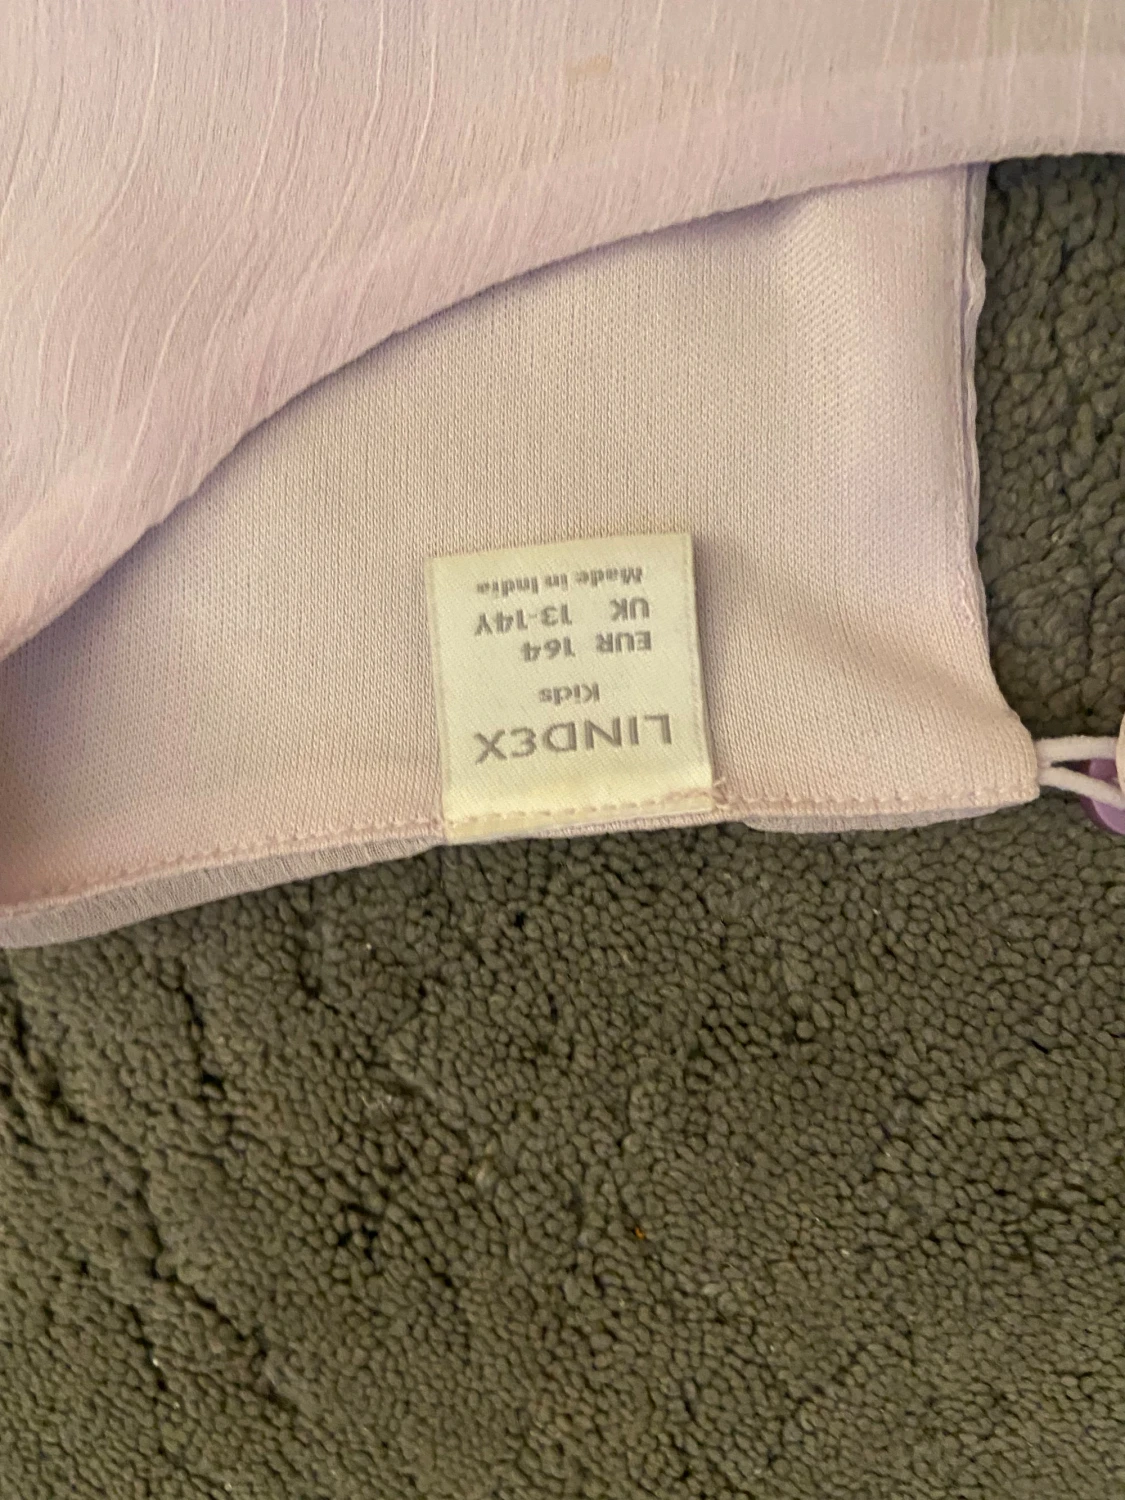 LINDEX
Kids
EUR 164
UK 13-14Y
Made in India